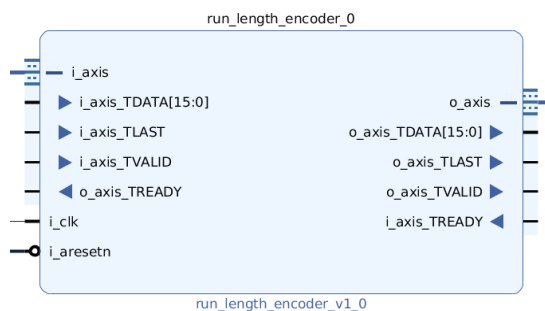 run_length_encoder_0
i_axis
i_axis_TDATA[15:0]
i_axis_TLAST
i_axis_TVALID
o_axis_TREADY
i_clk
i_aresetn
o_axis
o_axis_TDATA[15:0]
o_axis_TLAST
o_axis_TVALID
i_axis_TREADY
run_length_encoder_v1_0